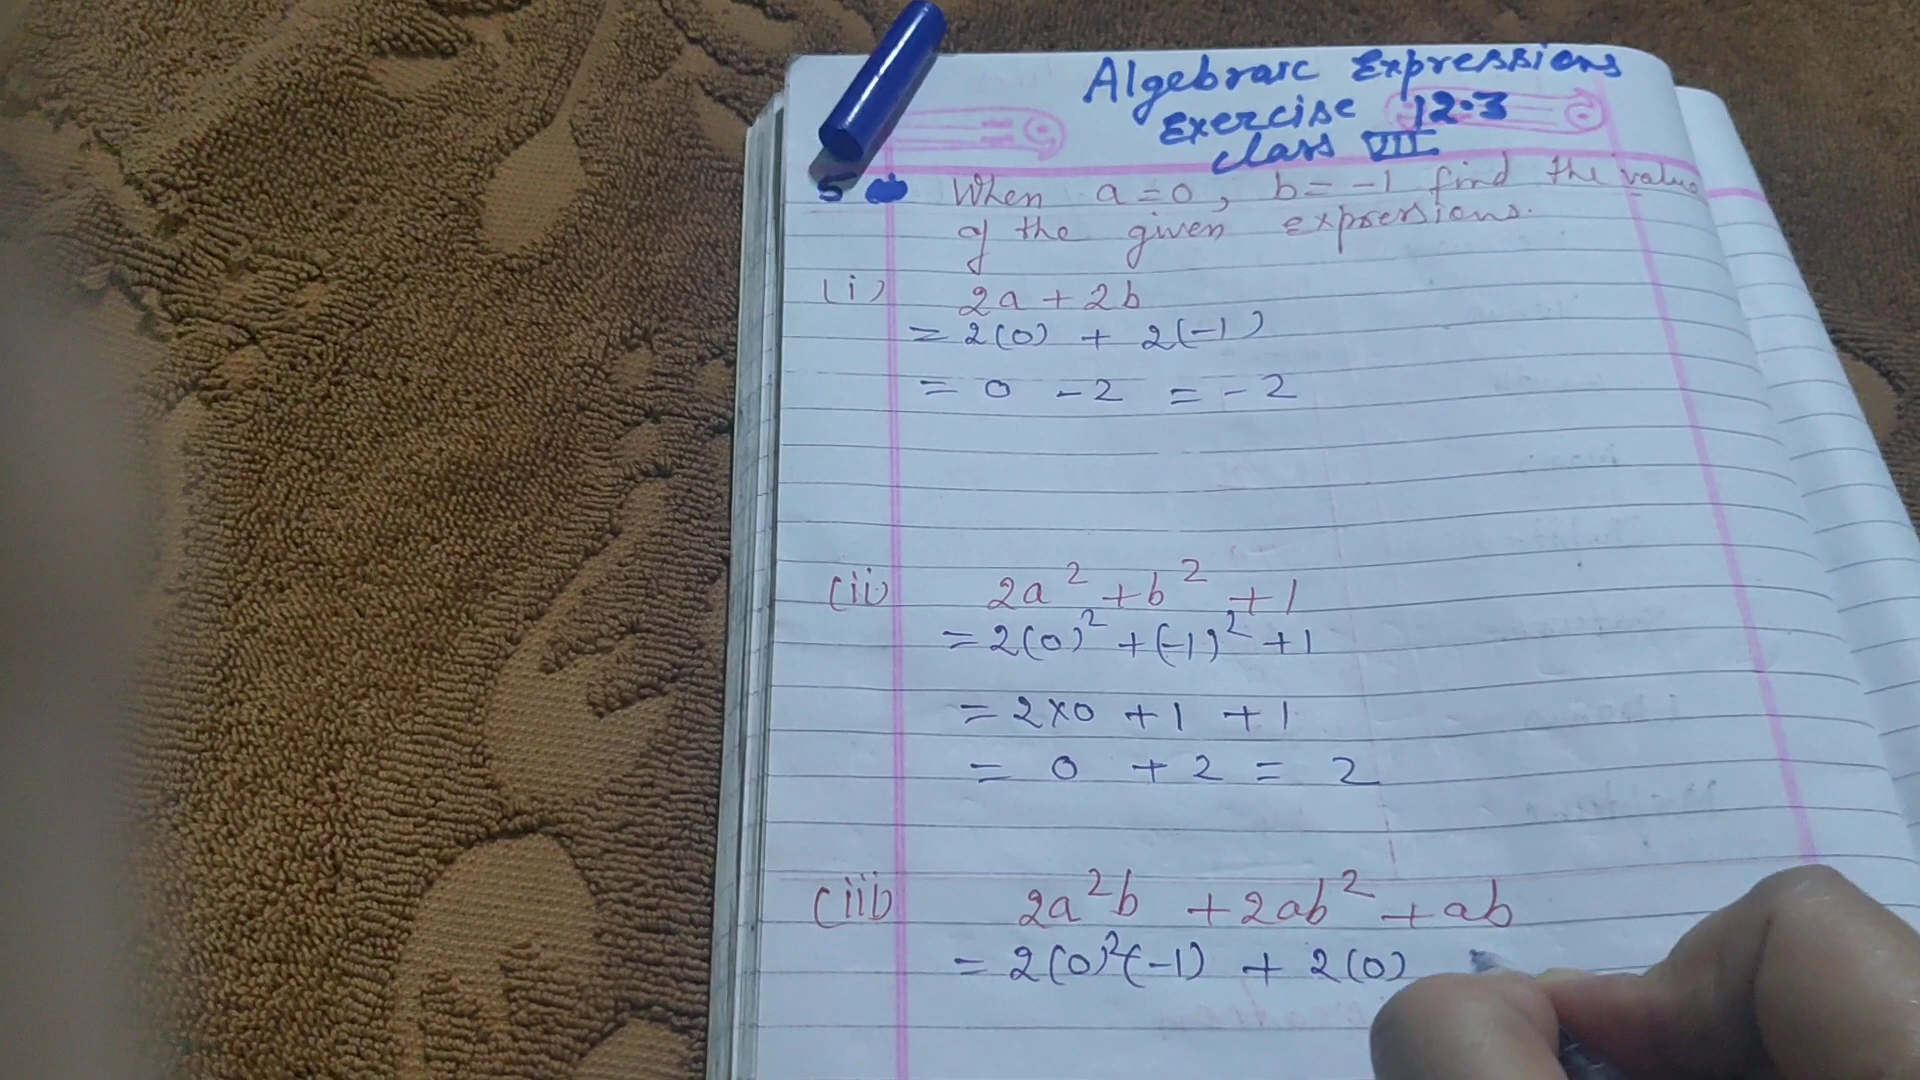 Algebraic Expressions
Exercise 12.3
class VII
5 When a=0, b= -1 find the value
of the given expressions.
(i) 2a + 2b
= 2(0) + 2(-1)
= 0 - 2 = -2
(ii) 2a² + b² + 1
= 2(0)² + (-1)² + 1
= 2×0 + 1 + 1
= 0 + 2 = 2
(iii) 2a²b + 2ab² + ab
= 2(0)²(-1) + 2(0)